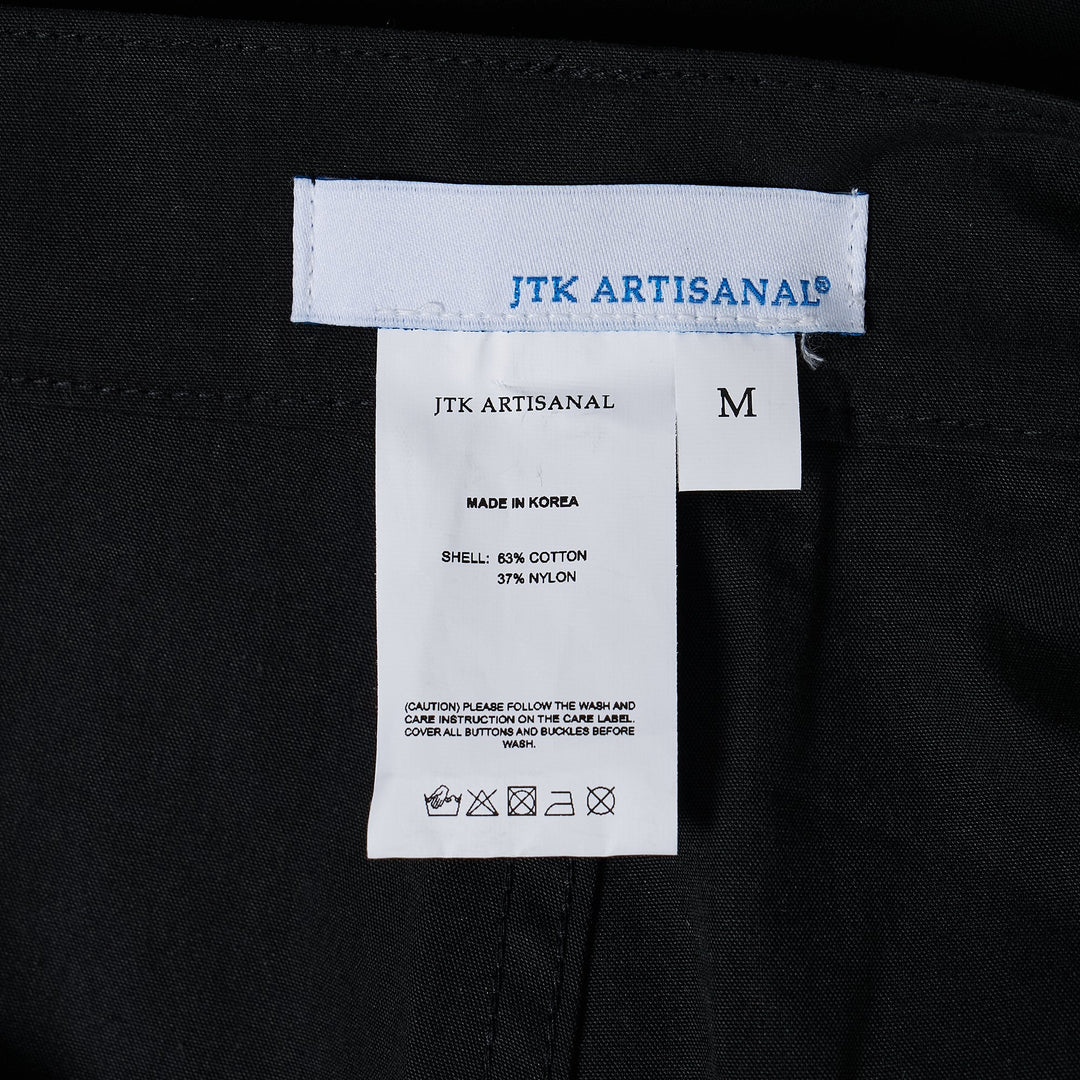 JTK ARTISANAL®
JTK ARTISANAL
M
MADE IN KOREA
SHELL: 63% COTTON
37% NYLON
(CAUTION) PLEASE FOLLOW THE WASH AND
CARE INSTRUCTION ON THE CARE LABEL.
COVER ALL BUTTONS AND BUCKLES BEFORE
WASH.